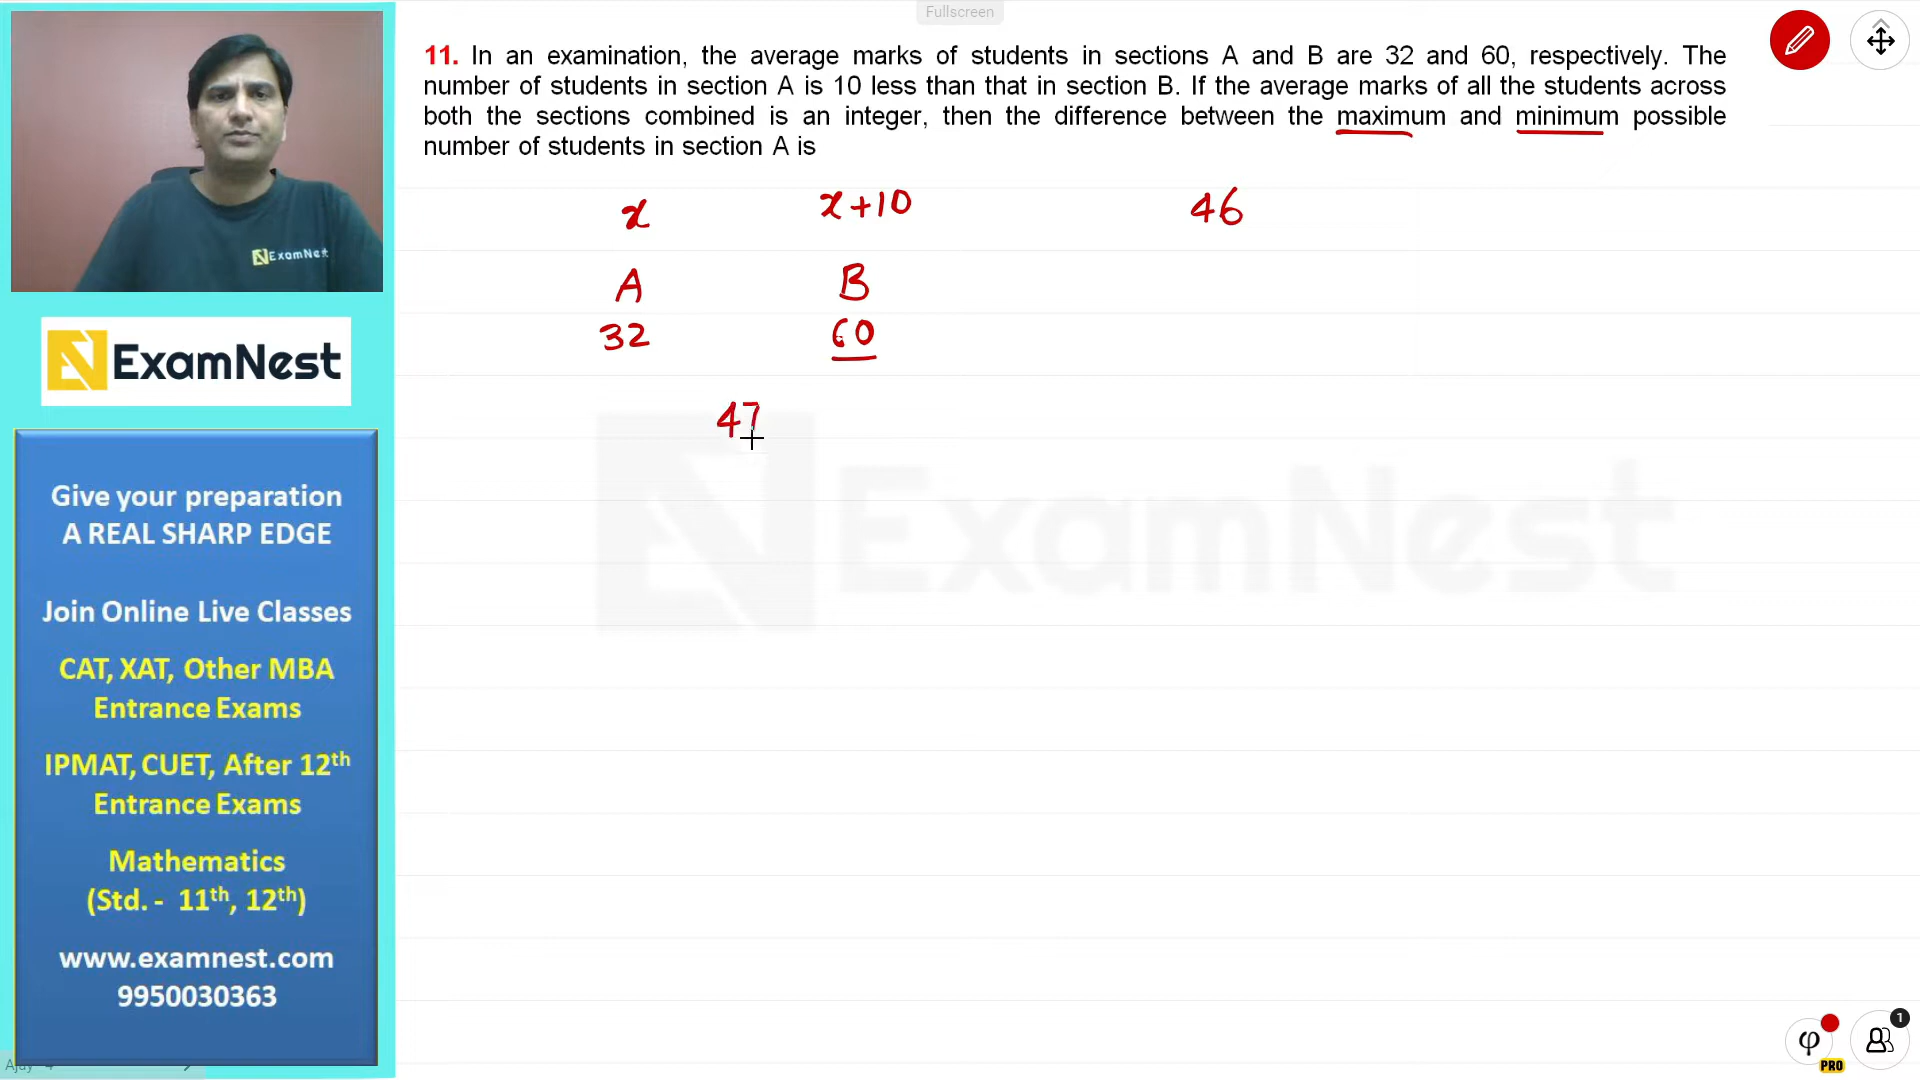 Fullscreen
11. In an examination, the average marks of students in sections A and B are 32 and 60, respectively. The
number of students in section A is 10 less than that in section B. If the average marks of all the students across
both the sections combined is an integer, then the difference between the maximum and minimum possible
number of students in section A is
x x+10 46
A B
32 60
47
ExamNest
ExamNest
ExamNest
Give your preparation
A REAL SHARP EDGE
Join Online Live Classes
CAT, XAT, Other MBA
Entrance Exams
IPMAT, CUET, After 12th
Entrance Exams
Mathematics
(Std. - 11th, 12th)
www.examnest.com
9950030363
φ
PRO
1